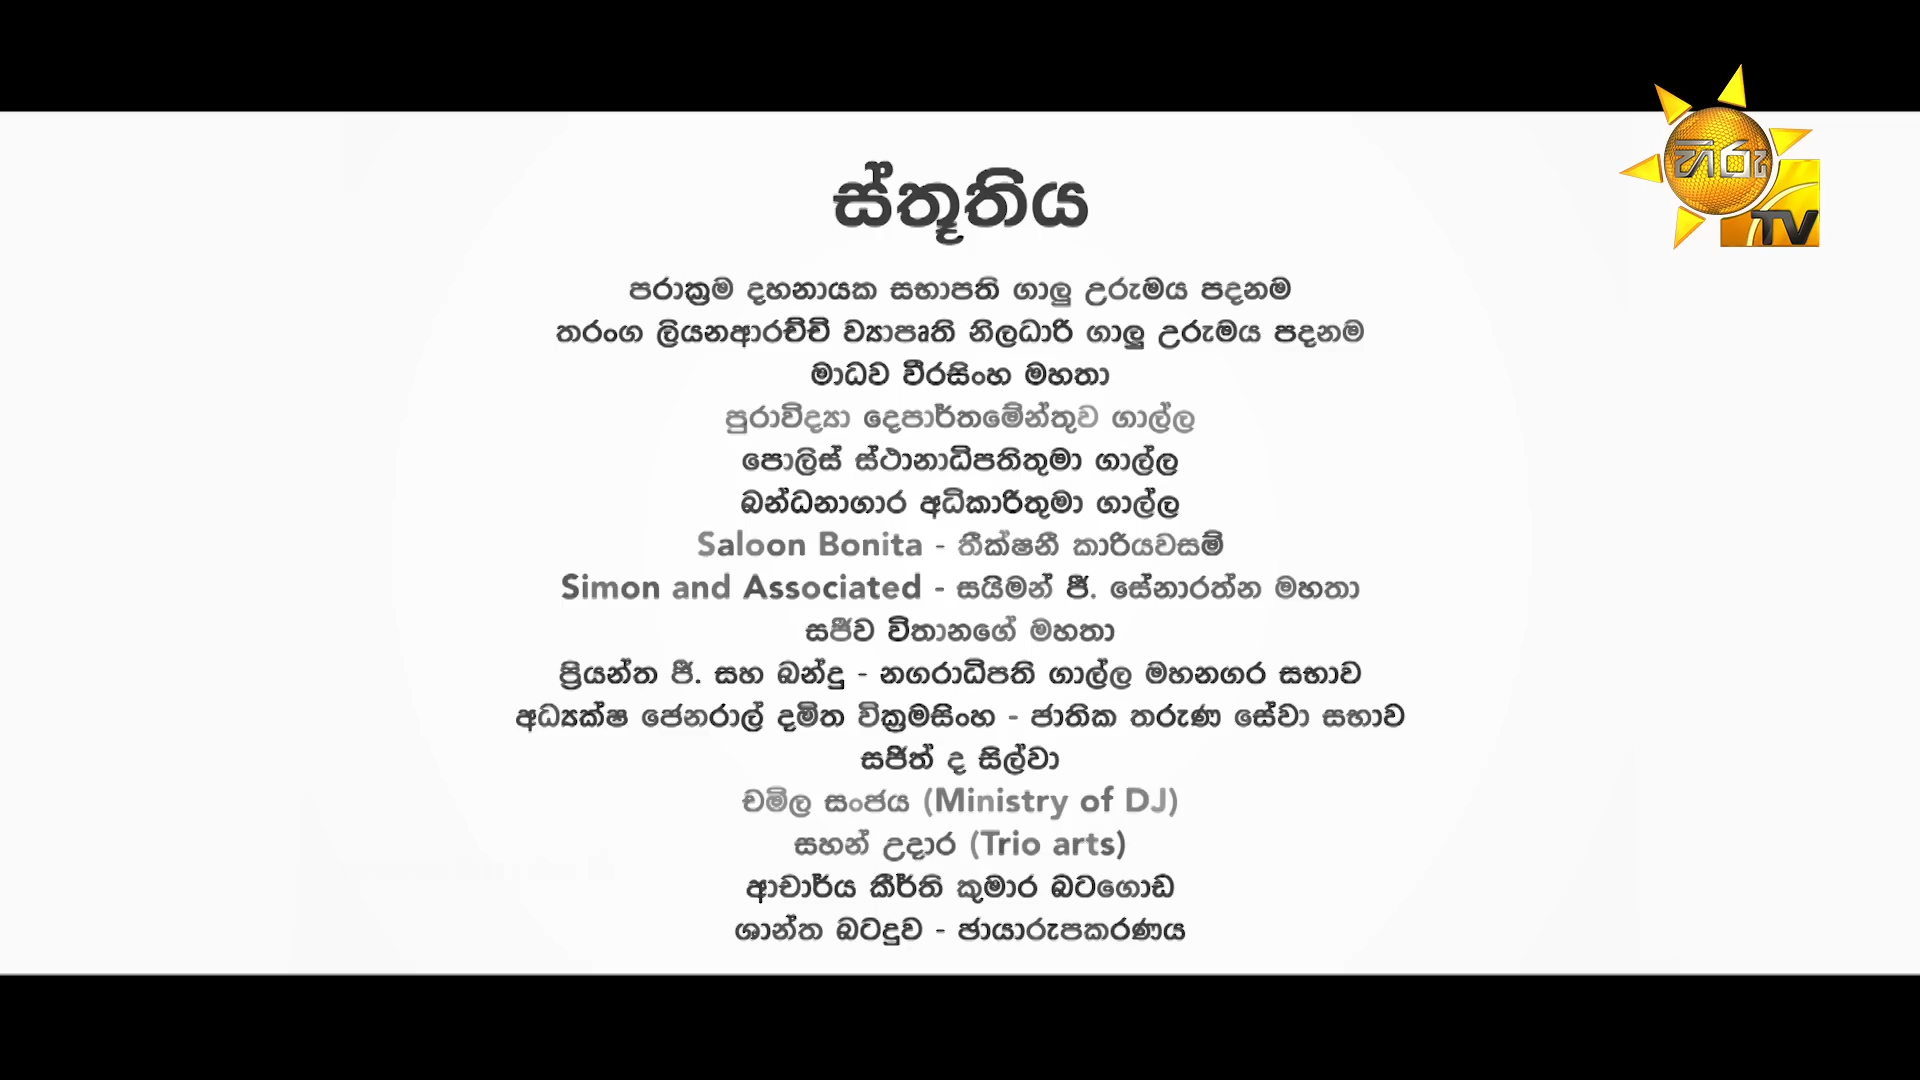 හිරු
TV
ස්තූතිය
පරාක්‍රම දහනායක සභාපති ගාලු උරුමය පදනම
තරංග ලියනආරච්චි ව්‍යාපෘති නිලධාරි ගාලු උරුමය පදනම
මාධව වීරසිංහ මහතා
පුරාවිද්‍යා දෙපාර්තමේන්තුව ගාල්ල
පොලිස් ස්ථානාධිපතිතුමා ගාල්ල
බන්ධනාගාර අධිකාරීතුමා ගාල්ල
Saloon Bonita - තීක්ෂනී කාරියවසම්
Simon and Associated - සයිමන් ජී. සේනාරත්න මහතා
සජීව විතානගේ මහතා
ප්‍රියන්ත ජී. සහ බන්දු - නගරාධිපති ගාල්ල මහනගර සභාව
අධ්‍යක්ෂ ජෙනරාල් දමිත වික්‍රමසිංහ - ජාතික තරුණ සේවා සභාව
සජිත් ද සිල්වා
චමිල සංජය (Ministry of DJ)
සහන් උදාර (Trio arts)
ආචාර්ය කීර්ති කුමාර බටගොඩ
ශාන්ත බටදුව - ඡායාරූපකරණය